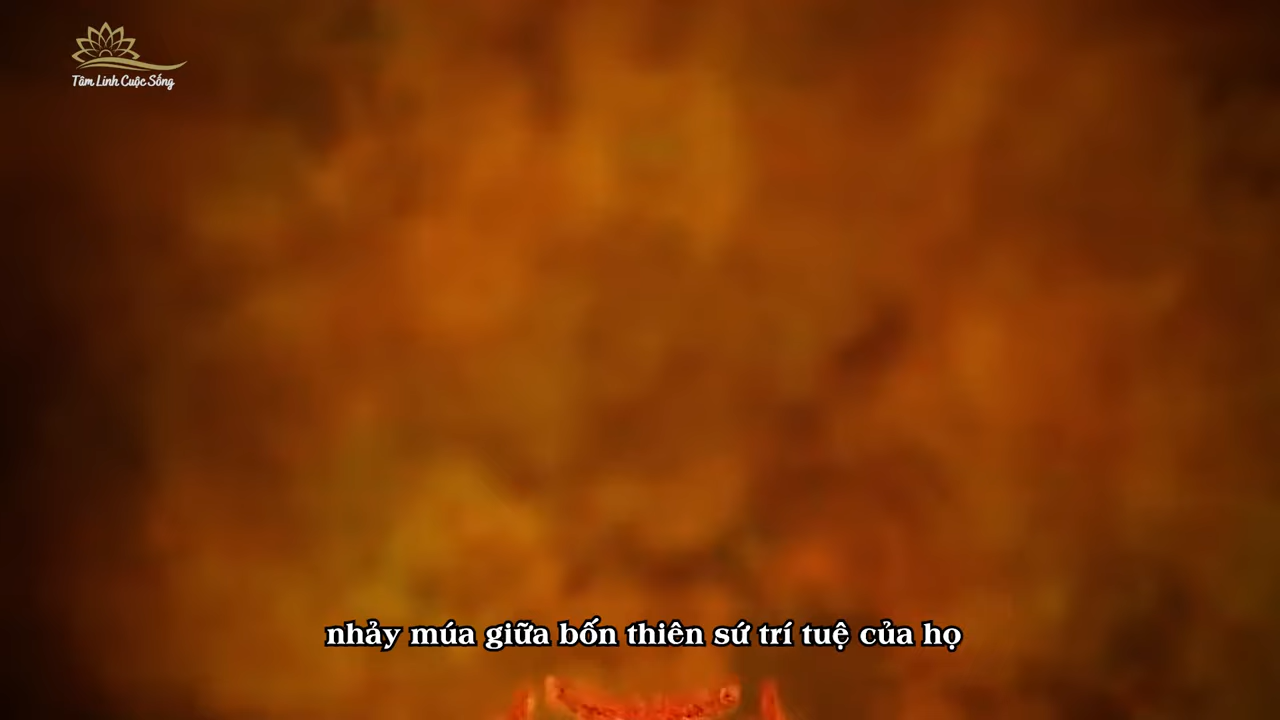 Tâm Linh Cuộc Sống
nhảy múa giữa bốn thiên sứ trí tuệ của họ